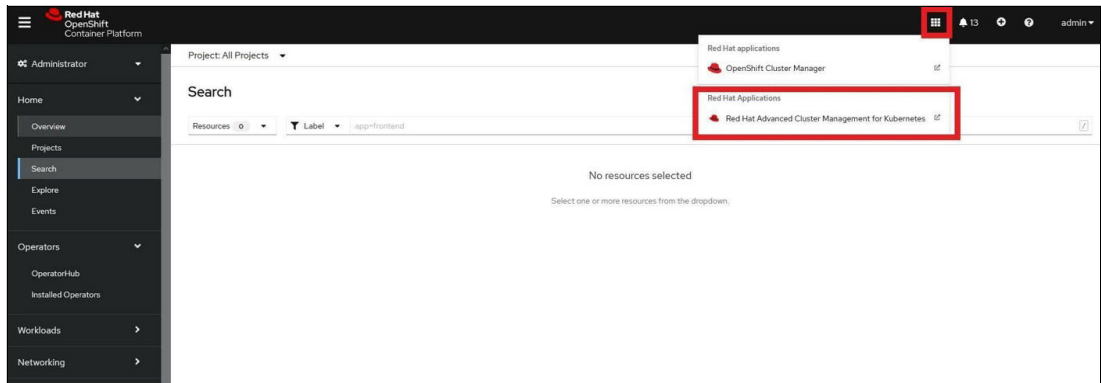 Red Hat
OpenShift
Container Platform
13
admin
Administrator
Home
Overview
Projects
Search
Explore
Events
Operators
OperatorHub
Installed Operators
Workloads
Networking
Project: All Projects
Search
Resources 0
Label
app=frontend
/
No resources selected
Select one or more resources from the dropdown.
Red Hat applications
OpenShift Cluster Manager
Red Hat Applications
Red Hat Advanced Cluster Management for Kubernetes